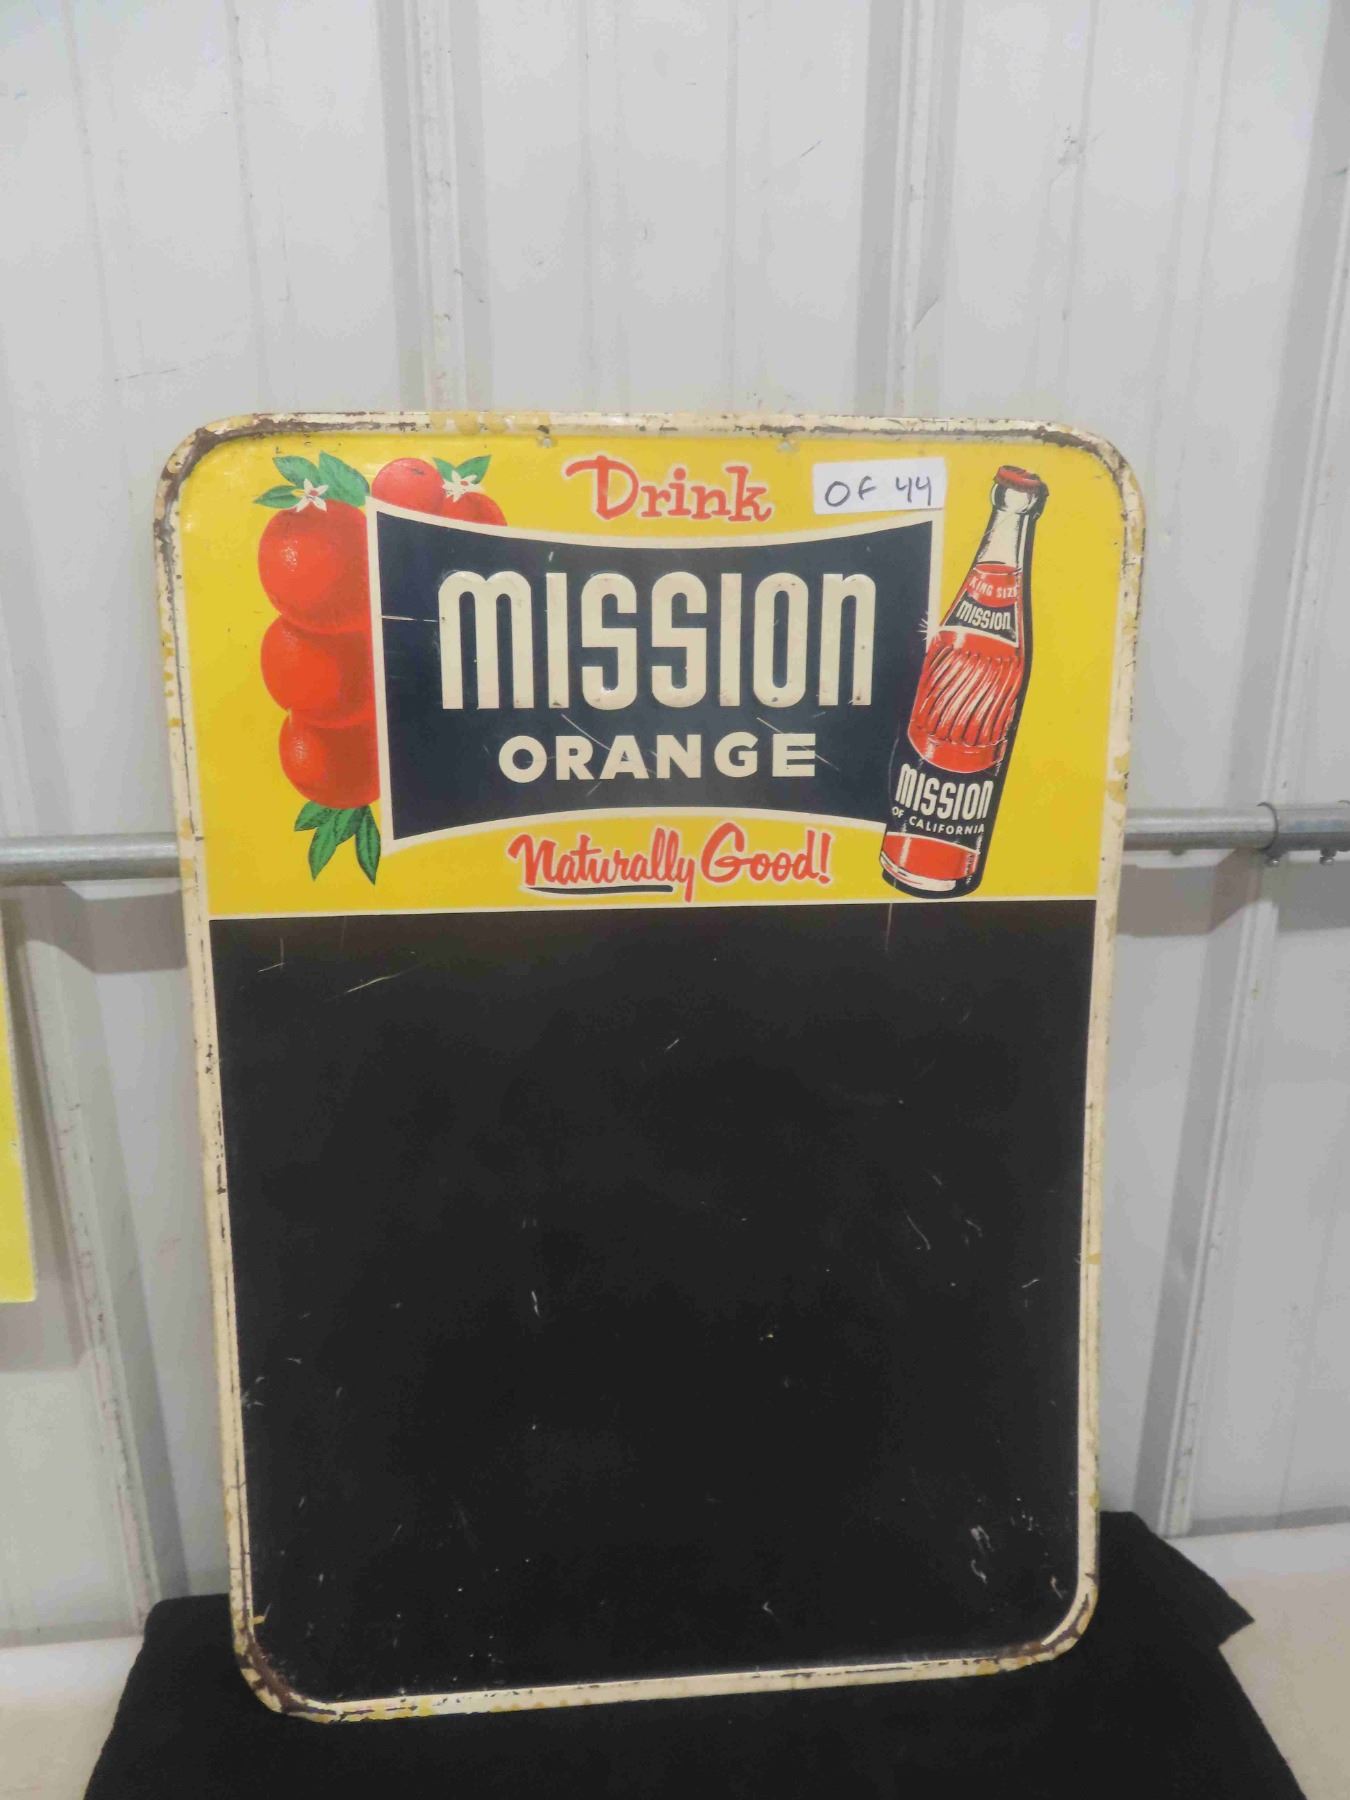 Drink
OF 44
mission
ORANGE
Naturally Good!
KING SIZE
mission
mission
OF CALIFORNIA